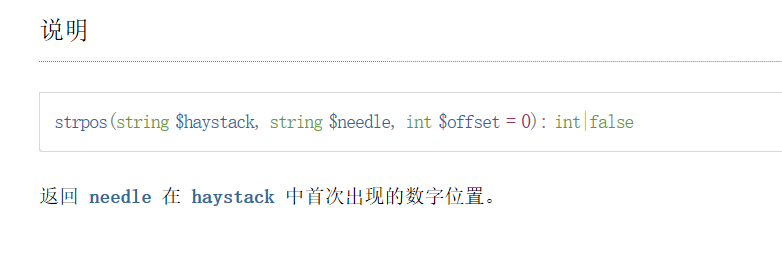 说明
strpos(string $haystack, string $needle, int $offset = 0): int|false
返回 needle 在 haystack 中首次出现的数字位置。